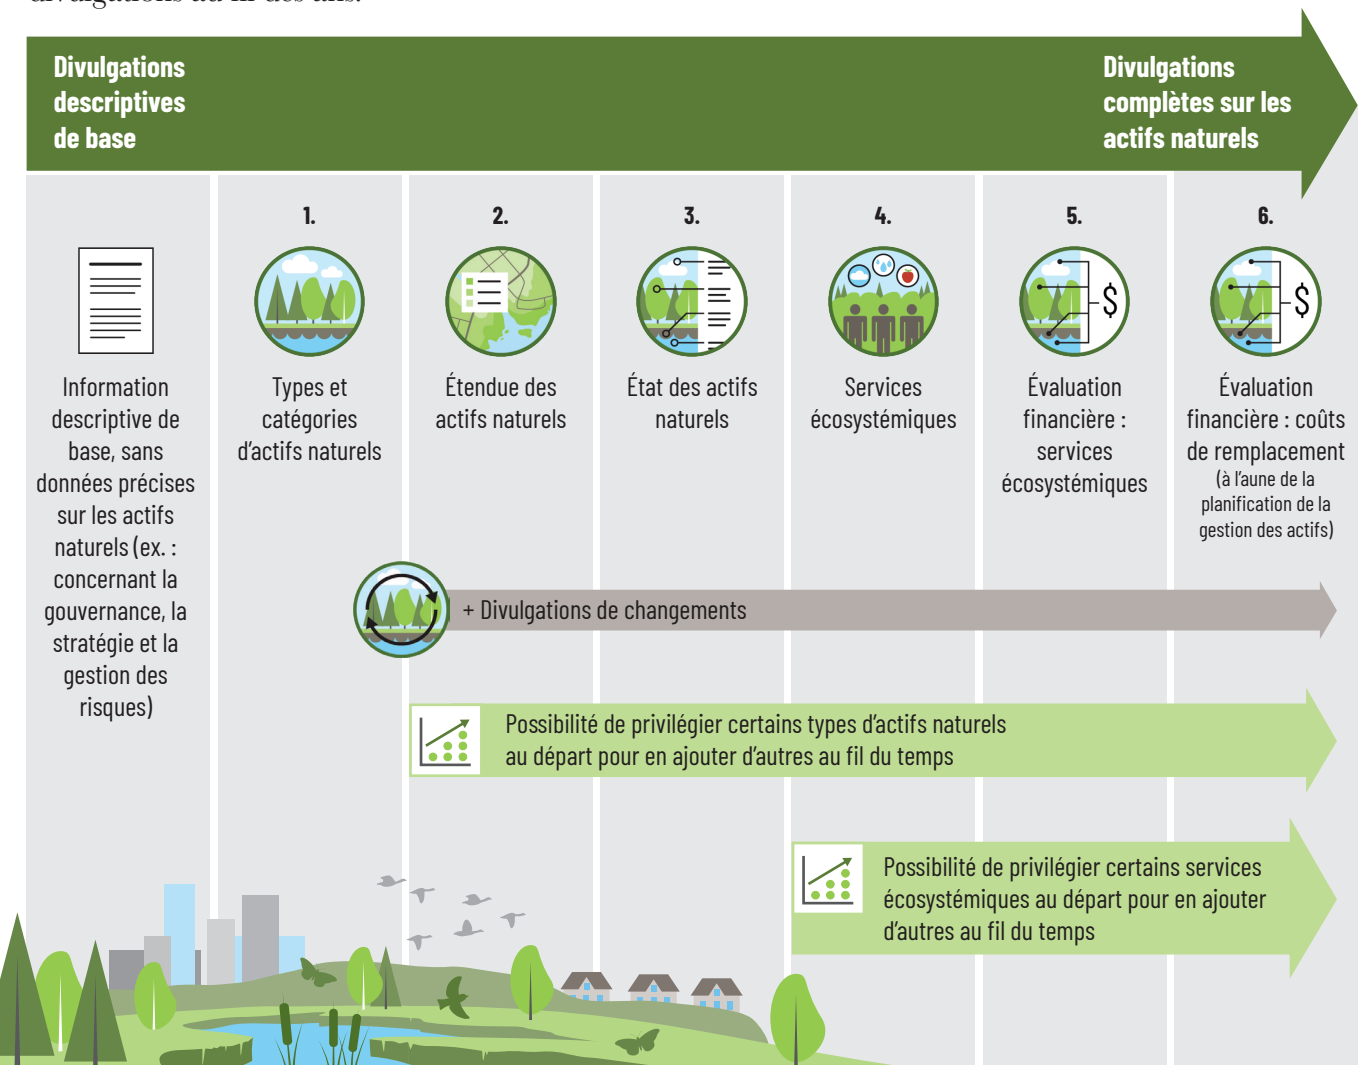 divulgations au fil des ans.
Divulgations
descriptives
de base
Divulgations
complètes sur les
actifs naturels
Information
descriptive de
base, sans
données précises
sur les actifs
naturels (ex. :
concernant la
gouvernance, la
stratégie et la
gestion des
risques)
1.
Types et
catégories
d’actifs naturels
2.
Étendue des
actifs naturels
3.
État des actifs
naturels
4.
Services
écosystémiques
5.
$
Évaluation
financière :
services
écosystémiques
6.
$
Évaluation
financière : coûts
de remplacement
(à l’aune de la
planification de la
gestion des actifs)
+ Divulgations de changements
Possibilité de privilégier certains types d’actifs naturels
au départ pour en ajouter d’autres au fil du temps
Possibilité de privilégier certains services
écosystémiques au départ pour en ajouter
d’autres au fil du temps